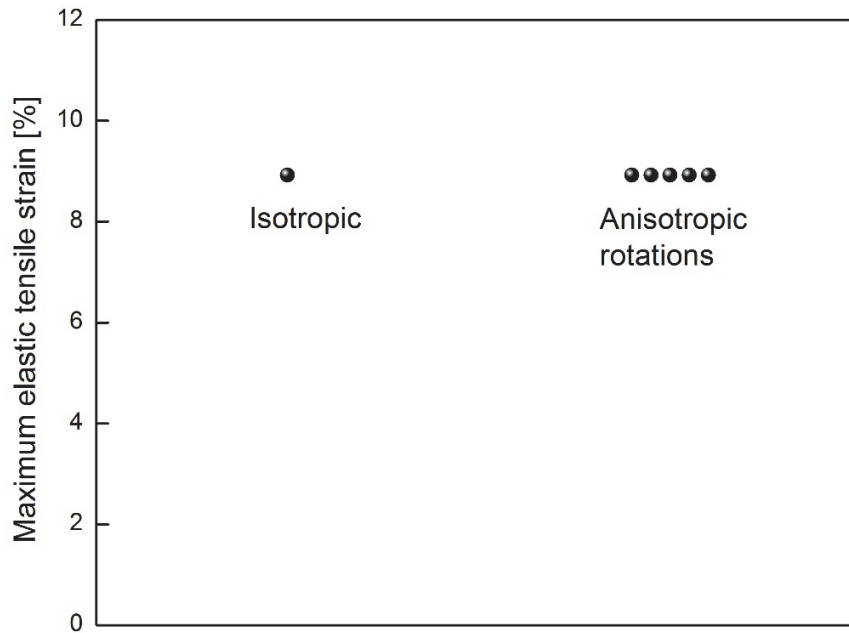 12
10
8
6
4
2
0
Maximum elastic tensile strain [%]
Isotropic
Anisotropic
rotations